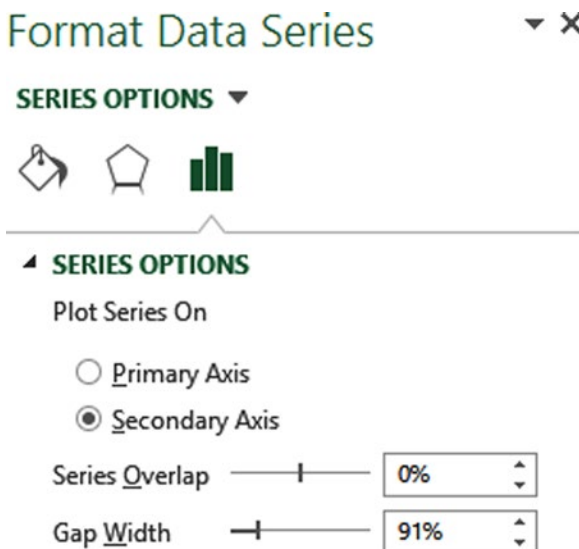 Format Data Series
SERIES OPTIONS
SERIES OPTIONS
Plot Series On
Primary Axis
Secondary Axis
Series Overlap 0%
Gap Width 91%